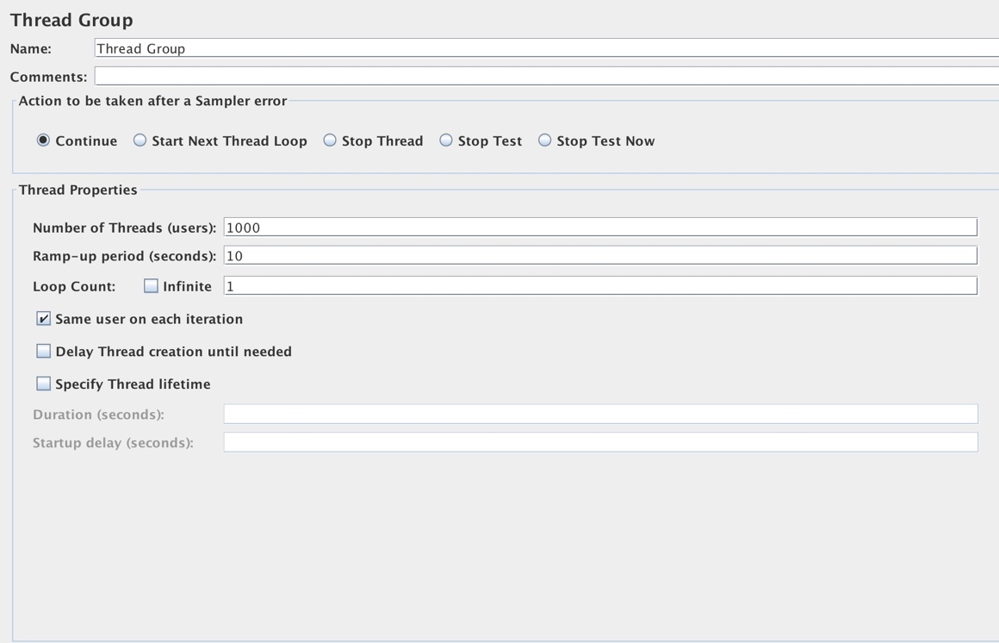 Thread Group
Name: Thread Group
Comments:
Action to be taken after a Sampler error
Continue Start Next Thread Loop Stop Thread Stop Test Stop Test Now
Thread Properties
Number of Threads (users): 1000
Ramp-up period (seconds): 10
Loop Count: Infinite 1
Same user on each iteration
Delay Thread creation until needed
Specify Thread lifetime
Duration (seconds):
Startup delay (seconds):